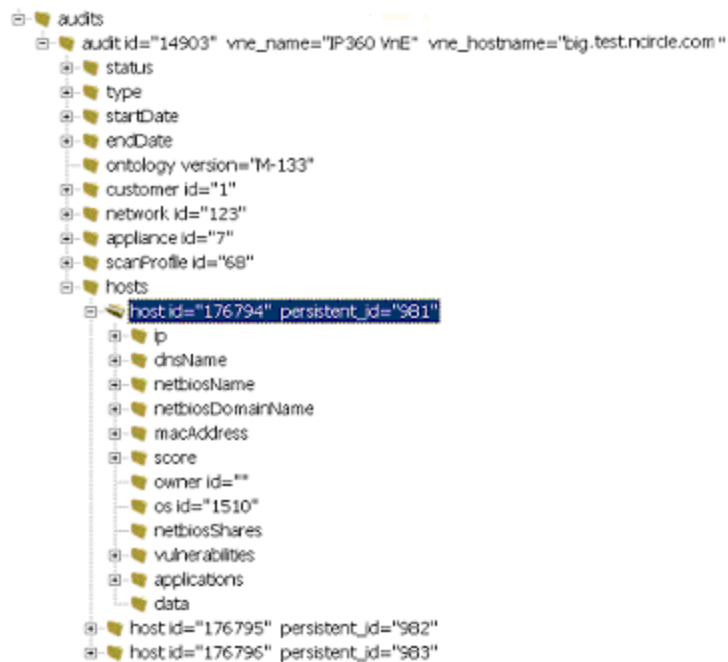 audits
audit id="14903" vne_name="IP360 VnE" vne_hostname="big.test.ncircle.com"
status
type
startDate
endDate
ontology version="M-133"
customer id="1"
network id="123"
appliance id="7"
scanProfile id="68"
hosts
host id="176794" persistent_id="981"
ip
dnsName
netbiosName
netbiosDomainName
macAddress
score
owner id=""
os id="1510"
netbiosShares
vulnerabilities
applications
data
host id="176795" persistent_id="982"
host id="176796" persistent_id="983"